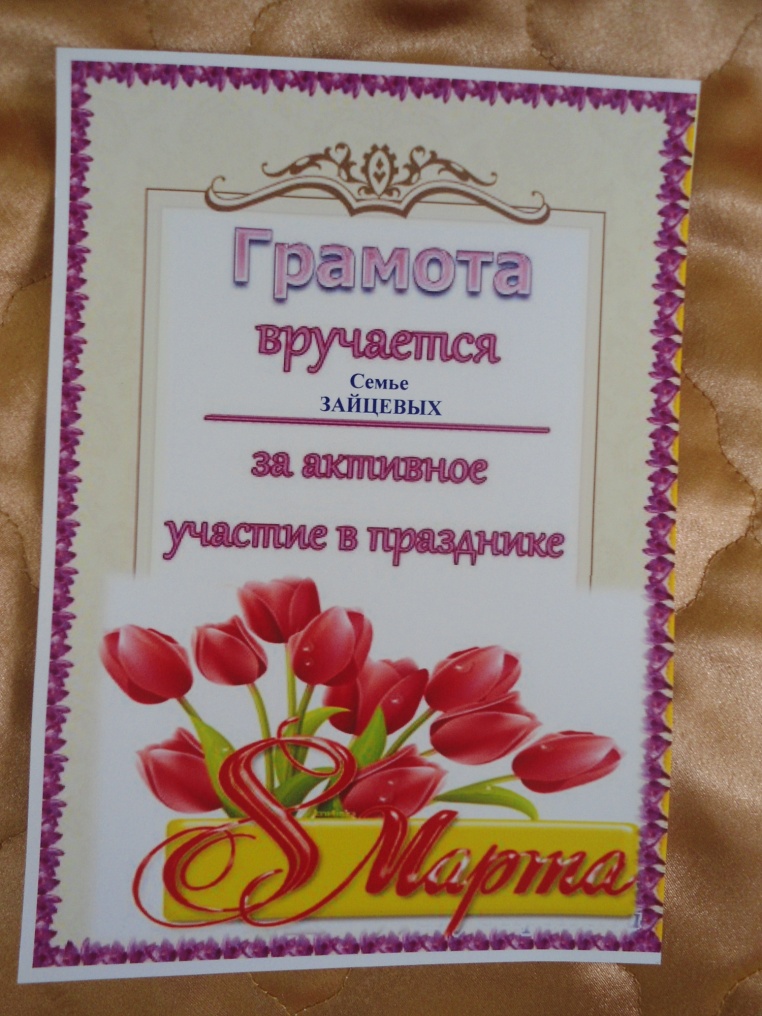 Грамота
вручается
Семье
ЗАЙЦЕВЫХ
за активное
участие в празднике
8 Марта